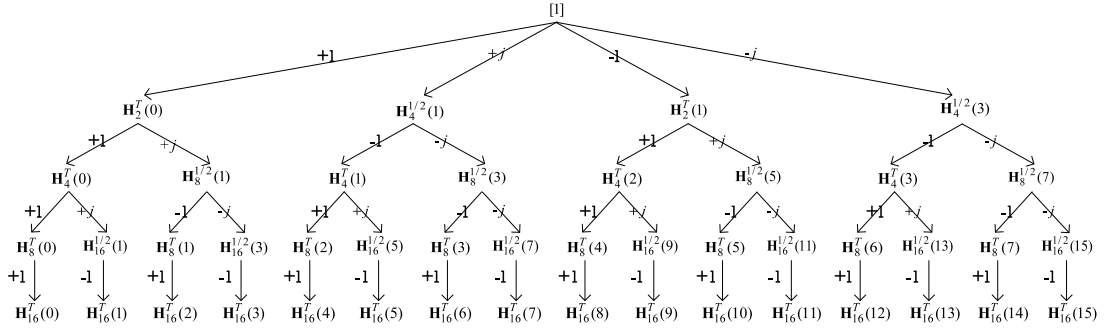 [1]
+1 +j -1 -j
H_2^T(0) H_4^{1/2}(1) H_2^T(1) H_4^{1/2}(3)
+1 +j -1 -j +1 +j -1 -j
H_4^T(0) H_8^{1/2}(1) H_4^T(1) H_8^{1/2}(3) H_4^T(2) H_8^{1/2}(5) H_4^T(3) H_8^{1/2}(7)
+1 +j -1 -j +1 +j -1 -j +1 +j -1 -j +1 +j -1 -j
H_8^T(0) H_16^{1/2}(1) H_8^T(1) H_16^{1/2}(3) H_8^T(2) H_16^{1/2}(5) H_8^T(3) H_16^{1/2}(7) H_8^T(4) H_16^{1/2}(9) H_8^T(5) H_16^{1/2}(11) H_8^T(6) H_16^{1/2}(13) H_8^T(7) H_16^{1/2}(15)
+1 -1 +1 -1 +1 -1 +1 -1 +1 -1 +1 -1 +1 -1 +1 -1
H_16^T(0) H_16^T(1) H_16^T(2) H_16^T(3) H_16^T(4) H_16^T(5) H_16^T(6) H_16^T(7) H_16^T(8) H_16^T(9) H_16^T(10) H_16^T(11) H_16^T(12) H_16^T(13) H_16^T(14) H_16^T(15)